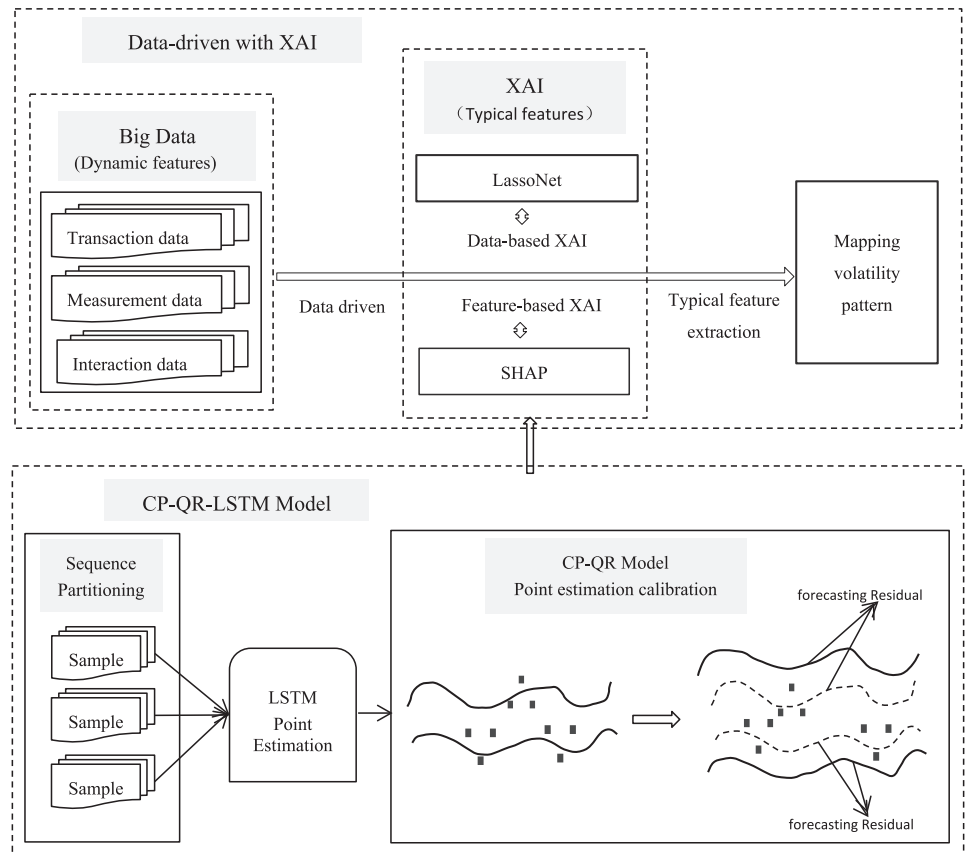 Data-driven with XAI
Big Data
(Dynamic features)
Transaction data
Measurement data
Interaction data
Data driven
XAI
（Typical features）
LassoNet
Data-based XAI
Feature-based XAI
SHAP
Typical feature
extraction
Mapping
volatility
pattern
CP-QR-LSTM Model
Sequence
Partitioning
Sample
Sample
Sample
LSTM
Point
Estimation
CP-QR Model
Point estimation calibration
forecasting Residual
forecasting Residual